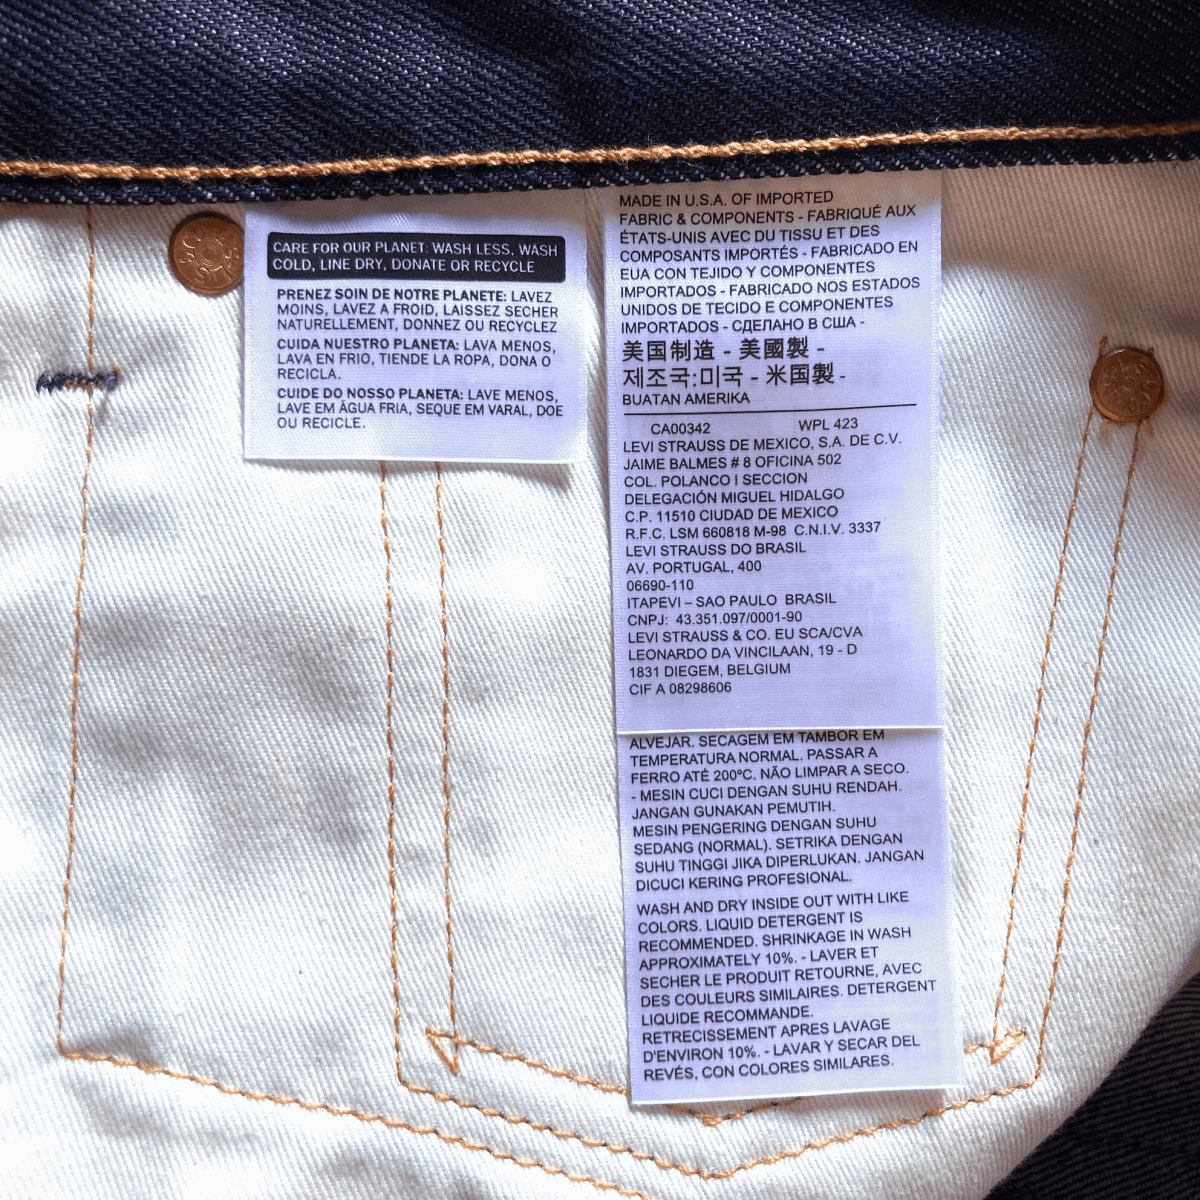 CARE FOR OUR PLANET: WASH LESS, WASH
COLD, LINE DRY, DONATE OR RECYCLE
PRENEZ SOIN DE NOTRE PLANETE: LAVEZ
MOINS, LAVEZ A FROID, LAISSEZ SECHER
NATURELLEMENT, DONNEZ OU RECYCLEZ
CUIDA NUESTRO PLANETA: LAVA MENOS,
LAVA EN FRIO, TIENDE LA ROPA, DONA O
RECICLA.
CUIDE DO NOSSO PLANETA: LAVE MENOS,
LAVE EM ÁGUA FRIA, SEQUE EM VARAL, DOE
OU RECICLE.
MADE IN U.S.A. OF IMPORTED
FABRIC & COMPONENTS - FABRIQUÉ AUX
ÉTATS-UNIS AVEC DU TISSU ET DES
COMPOSANTS IMPORTÉS - FABRICADO EN
EUA CON TEJIDO Y COMPONENTES
IMPORTADOS - FABRICADO NOS ESTADOS
UNIDOS DE TECIDO E COMPONENTES
IMPORTADOS - СДЕЛАНО В США -
美国制造 - 美國製 -
제조국:미국 - 米国製 -
BUATAN AMERIKA
CA00342 WPL 423
LEVI STRAUSS DE MEXICO, S.A. DE C.V.
JAIME BALMES # 8 OFICINA 502
COL. POLANCO I SECCION
DELEGACIÓN MIGUEL HIDALGO
C.P. 11510 CIUDAD DE MEXICO
R.F.C. LSM 660818 M-98 C.N.I.V. 3337
LEVI STRAUSS DO BRASIL
AV. PORTUGAL, 400
06690-110
ITAPEVI – SAO PAULO BRASIL
CNPJ: 43.351.097/0001-90
LEVI STRAUSS & CO. EU SCA/CVA
LEONARDO DA VINCILAAN, 19 - D
1831 DIEGEM, BELGIUM
CIF A 08298606
ALVEJAR. SECAGEM EM TAMBOR EM
TEMPERATURA NORMAL. PASSAR A
FERRO ATÉ 200ºC. NÃO LIMPAR A SECO.
- MESIN CUCI DENGAN SUHU RENDAH.
JANGAN GUNAKAN PEMUTIH.
MESIN PENGERING DENGAN SUHU
SEDANG (NORMAL). SETRIKA DENGAN
SUHU TINGGI JIKA DIPERLUKAN. JANGAN
DICUCI KERING PROFESIONAL.
WASH AND DRY INSIDE OUT WITH LIKE
COLORS. LIQUID DETERGENT IS
RECOMMENDED. SHRINKAGE IN WASH
APPROXIMATELY 10%. - LAVER ET
SECHER LE PRODUIT RETOURNE, AVEC
DES COULEURS SIMILAIRES. DETERGENT
LIQUIDE RECOMMANDE.
RETRECISSEMENT APRES LAVAGE
D'ENVIRON 10%. - LAVAR Y SECAR DEL
REVÉS, CON COLORES SIMILARES.